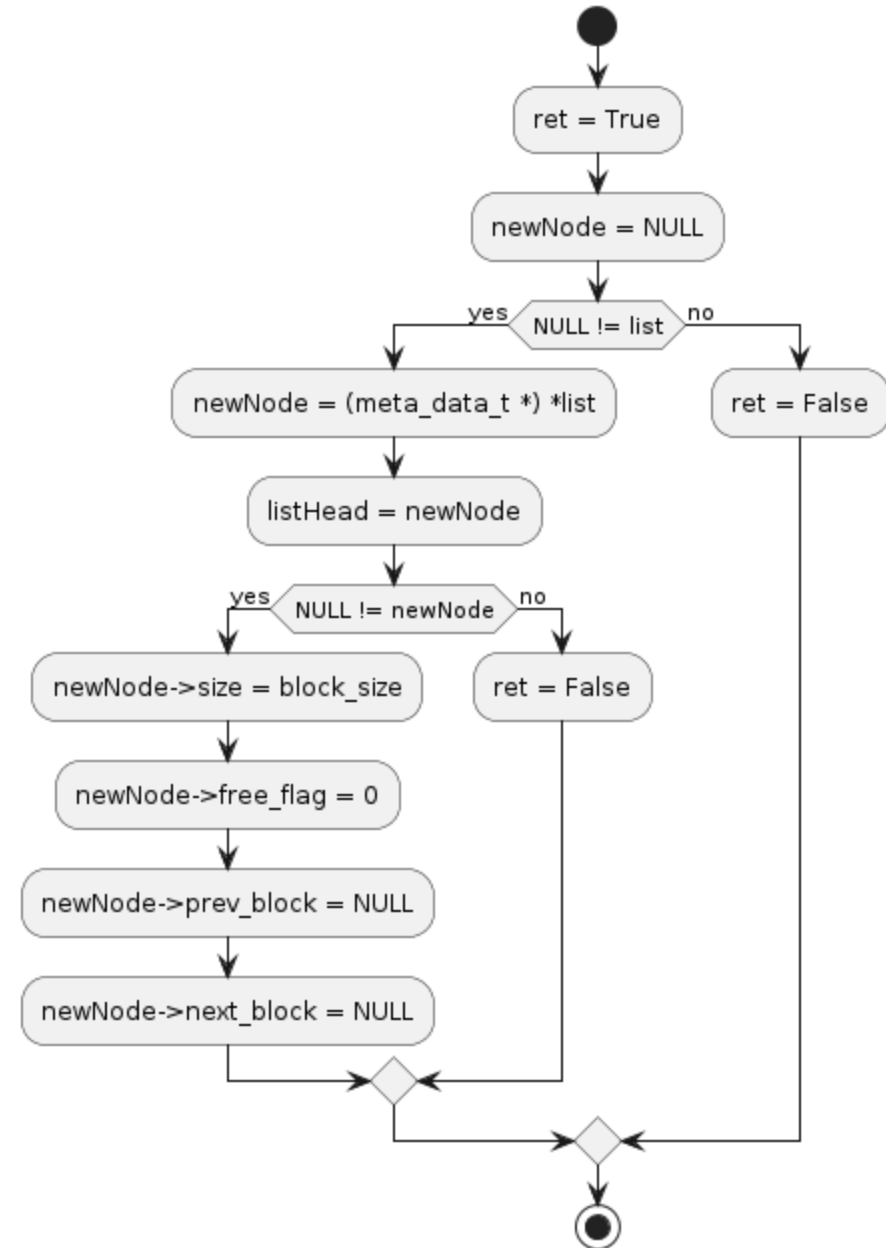 ret = True
newNode = NULL
yes
NULL != list
no
newNode = (meta_data_t *) *list
ret = False
listHead = newNode
yes
NULL != newNode
no
newNode->size = block_size
ret = False
newNode->free_flag = 0
newNode->prev_block = NULL
newNode->next_block = NULL